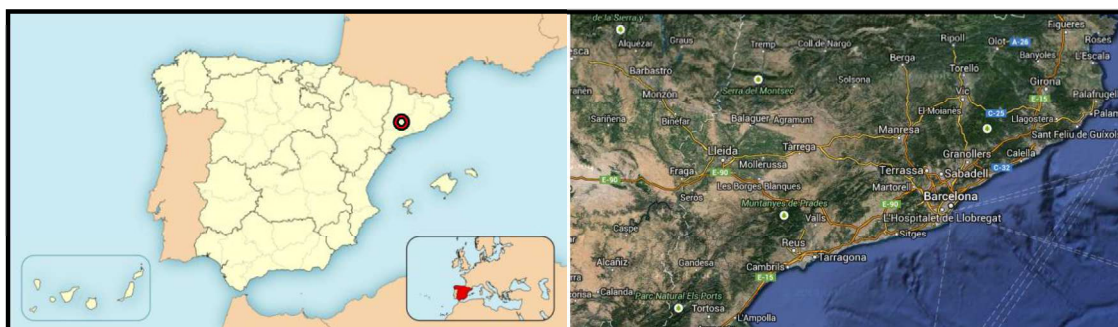 de la Sierra y
Figueres
Ripoll
Olot
A-26
Roses
Alquézar
Graus
Tremp
Coll de Nargó
Berga
Banyoles
L'Escala
Barbastro
Torelló
Solsona
Girona
Serra del Montsec
Vic
E-15
Palafrugell
Monzón
El Moianès
C-25
Llagostera
Sariñena
Binéfar
Balaguer
Agramunt
Manresa
Sant Feliu de Guíxols
Lleida
Tàrrega
Granollers
Calella
Fraga
E-90
Mollerussa
Terrassa
Sabadell
C-32
E-90
Les Borges Blanques
Martorell
Seròs
Barcelona
Muntanyes de Prades
E-90
L'Hospitalet de Llobregat
Caspe
Valls
Sitges
Reus
Alcañiz
Gandesa
Tarragona
Cambrils
E-15
Calanda
Parc Natural Els Ports
Tortosa
L'Ampolla